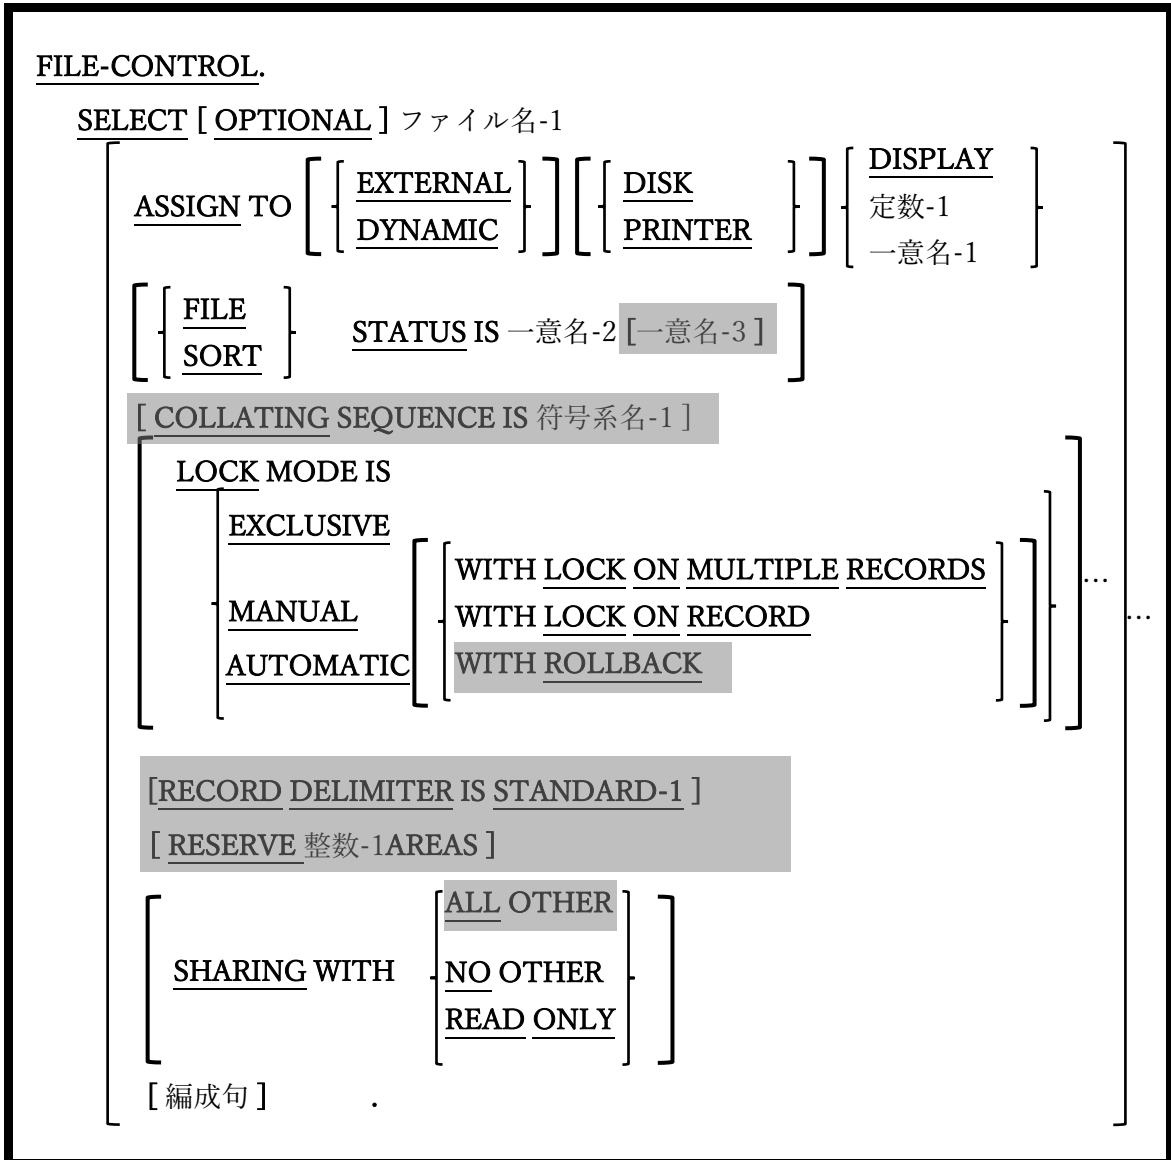 FILE-CONTROL.
SELECT [ OPTIONAL ] ファイル名-1
ASSIGN TO [ { EXTERNAL
DYNAMIC } ] [ { DISK
PRINTER } ] { DISPLAY
定数-1
一意名-1 }
[ { FILE
SORT } STATUS IS 一意名-2 [一意名-3 ] ]
[ COLLATING SEQUENCE IS 符号系名-1 ]
LOCK MODE IS
EXCLUSIVE
MANUAL
AUTOMATIC
WITH LOCK ON MULTIPLE RECORDS
WITH LOCK ON RECORD
WITH ROLLBACK
...
...
[RECORD DELIMITER IS STANDARD-1 ]
[ RESERVE 整数-1AREAS ]
SHARING WITH
ALL OTHER
NO OTHER
READ ONLY
[ 編成句 ] .